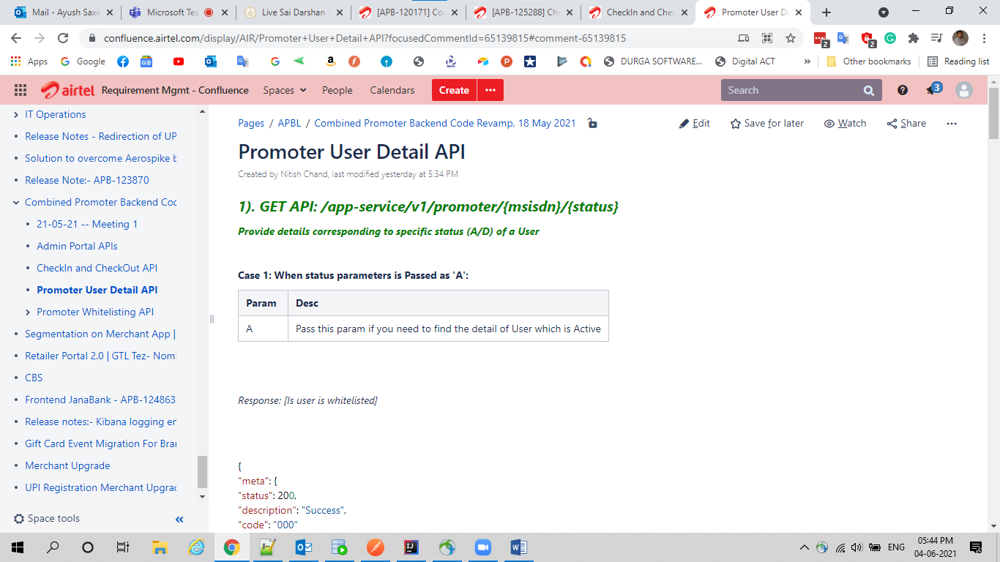 Mail - Ayush Saxe
Microsoft Tea
Live Sai Darshan -
[APB-120171] Co
[APB-125288] Ch
CheckIn and Chec
Promoter User De
confluence.airtel.com/display/AIR/Promoter+User+Detail+API?focusedCommentId=65139815#comment-65139815
2
2
Apps
Google
DURGA SOFTWARE...
Digital ACT
»
Other bookmarks
Reading list
airtel
Requirement Mgmt - Confluence
Spaces
People
Calendars
Create
Search
3
IT Operations
Release Notes - Redirection of UP
Solution to overcome Aerospike b
Release Note:- APB-123870
Combined Promoter Backend Coc
21-05-21 -- Meeting 1
Admin Portal APIs
CheckIn and CheckOut API
Promoter User Detail API
Promoter Whitelisting API
Segmentation on Merchant App |
Retailer Portal 2.0 | GTL Tez- Nomi
CBS
Frontend JanaBank - APB-124863
Release notes:- Kibana logging er
Gift Card Event Migration For Brar
Merchant Upgrade
UPI Registration Merchant Upgrac
Space tools
«
Pages / APBL / Combined Promoter Backend Code Revamp, 18 May 2021
Edit
Save for later
Watch
Share
Promoter User Detail API
Created by Nitish Chand, last modified yesterday at 5:34 PM
1). GET API: /app-service/v1/promoter/{msisdn}/{status}
Provide details corresponding to specific status (A/D) of a User
Case 1: When status parameters is Passed as 'A':
Param Desc
A Pass this param if you need to find the detail of User which is Active
Response: [Is user is whitelisted]
{
"meta": {
"status": 200,
"description": "Success",
"code": "000"
ENG
05:44 PM
04-06-2021